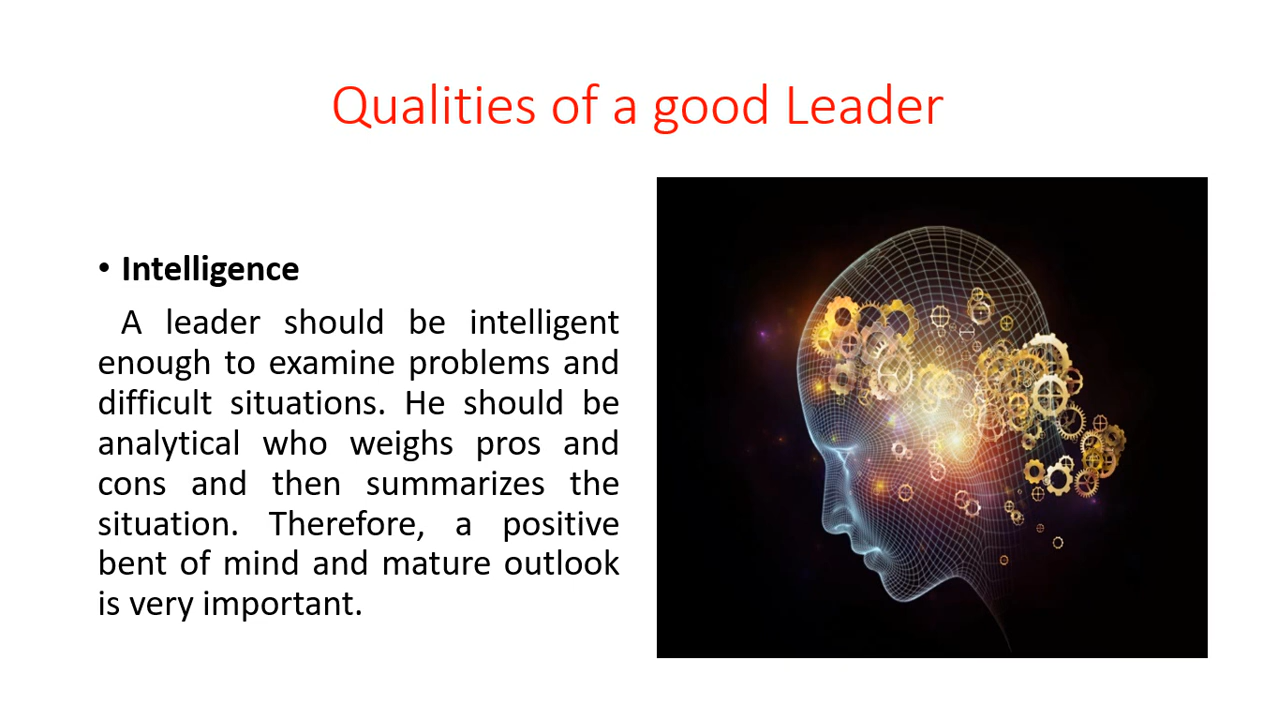 Qualities of a good Leader
• Intelligence
A leader should be intelligent
enough to examine problems and
difficult situations. He should be
analytical who weighs pros and
cons and then summarizes the
situation. Therefore, a positive
bent of mind and mature outlook
is very important.